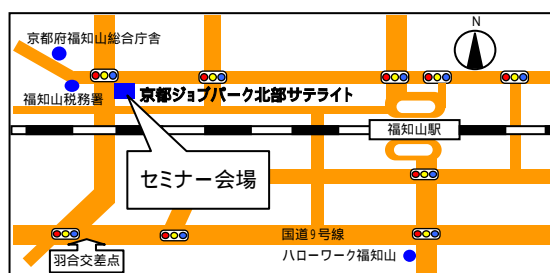 N
京都府福知山総合庁舎
福知山税務署
京都ジョブパーク北部サテライト
福知山駅
セミナー会場
国道9号線
羽合交差点
ハローワーク福知山